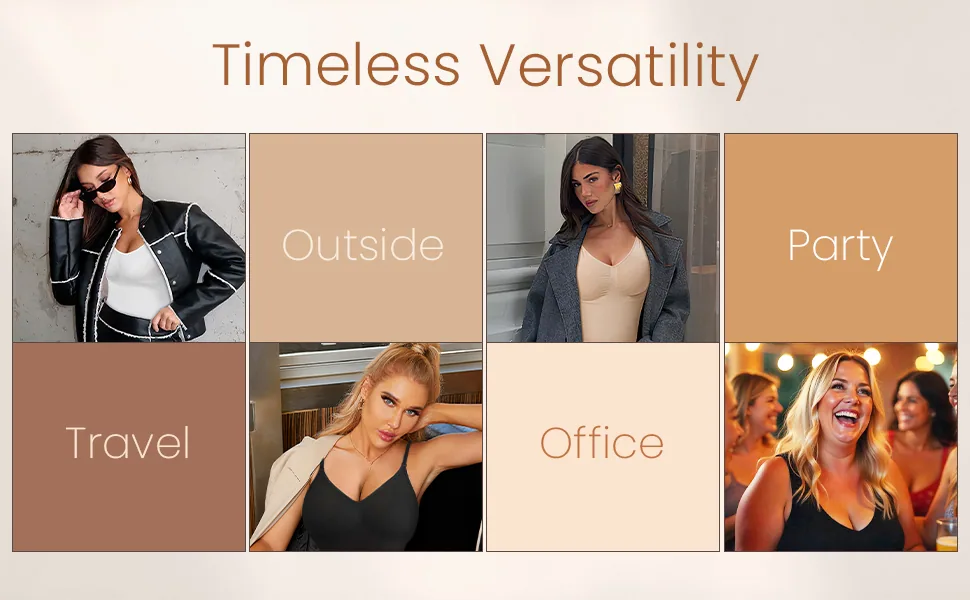 Timeless Versatility
Outside
Party
Travel
Office